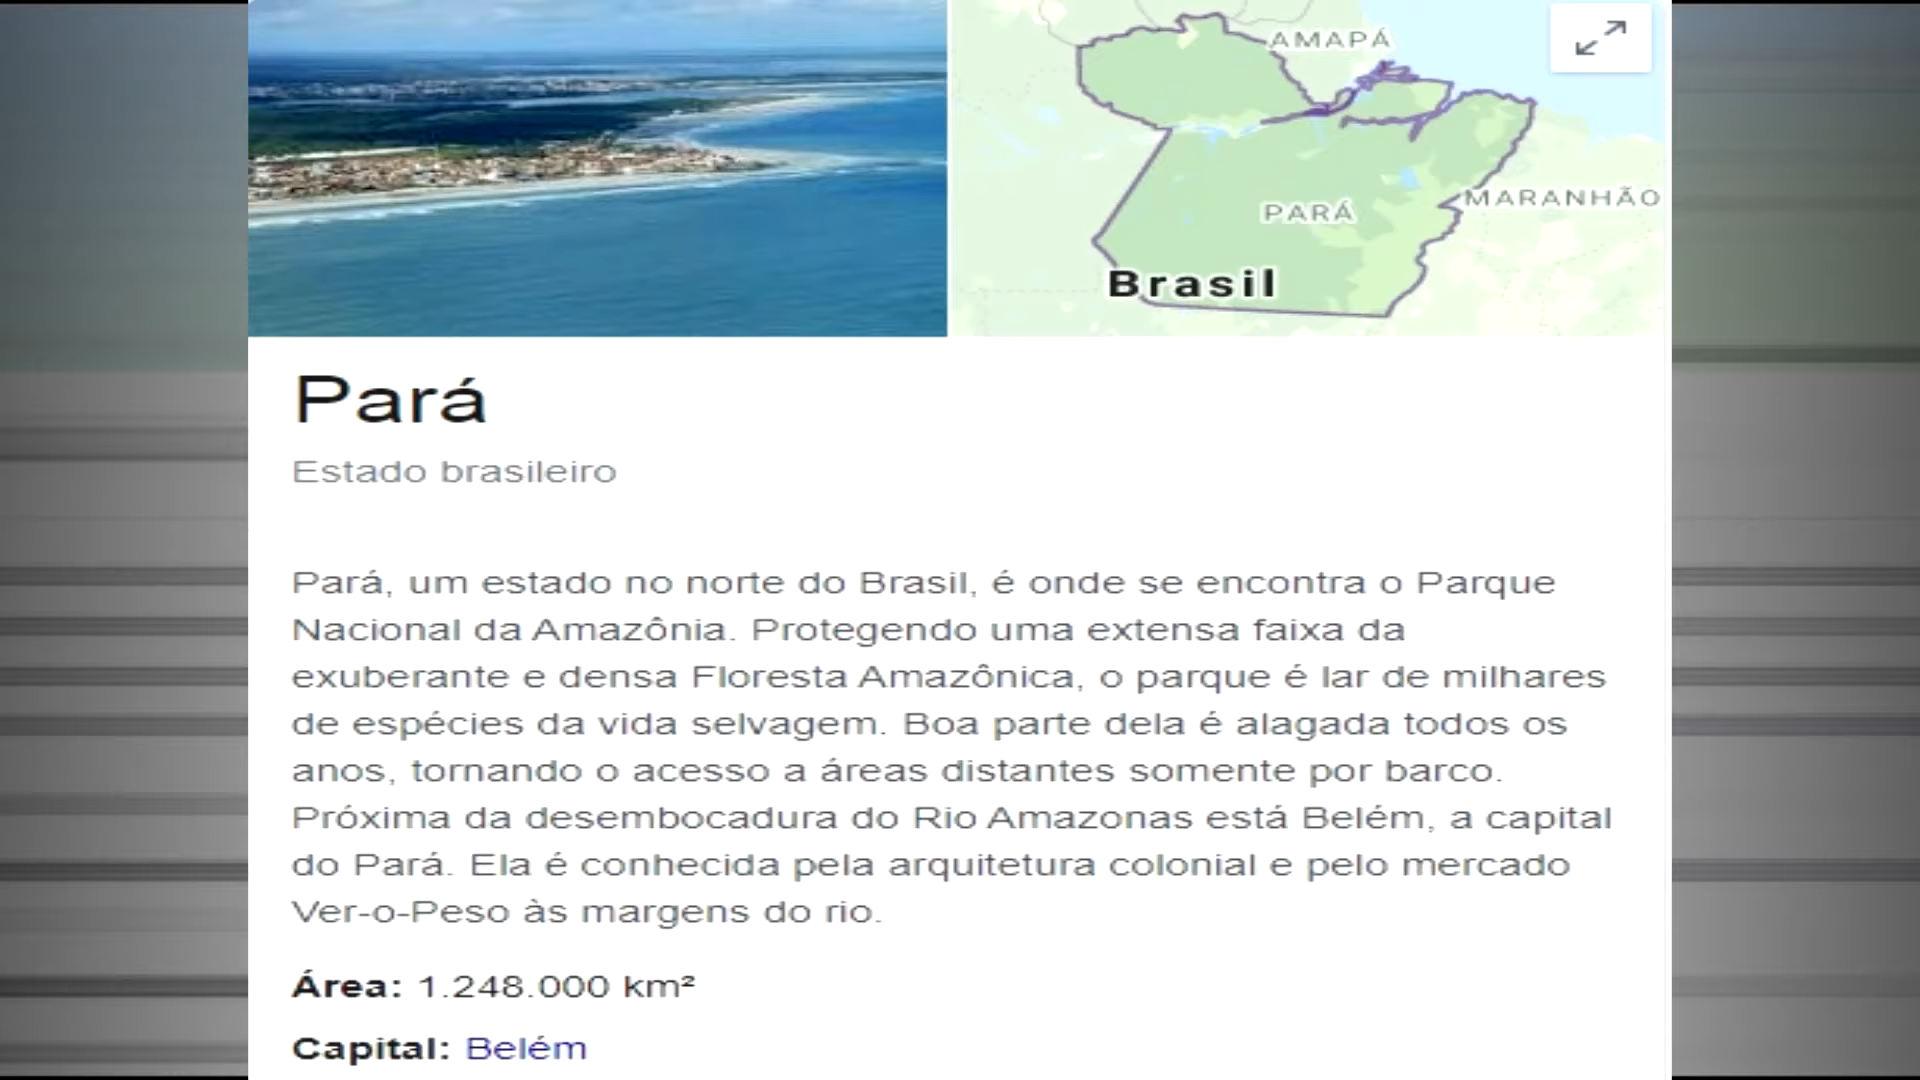 AMAPÁ
MARANHÃO
PARÁ
Brasil
Pará
Estado brasileiro
Pará, um estado no norte do Brasil, é onde se encontra o Parque
Nacional da Amazônia. Protegendo uma extensa faixa da
exuberante e densa Floresta Amazônica, o parque é lar de milhares
de espécies da vida selvagem. Boa parte dela é alagada todos os
anos, tornando o acesso a áreas distantes somente por barco.
Próxima da desembocadura do Rio Amazonas está Belém, a capital
do Pará. Ela é conhecida pela arquitetura colonial e pelo mercado
Ver-o-Peso às margens do rio.
Área: 1.248.000 km²
Capital: Belém